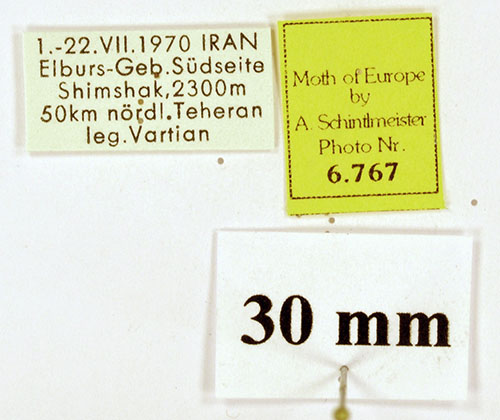 1.-22.VII.1970 IRAN
Elburs-Geb.Südseite
Shimshak,2300m
50km nördl.Teheran
leg.Vartian
Moth of Europe
by
A. Schintlmeister
Photo Nr.
6.767
30 mm